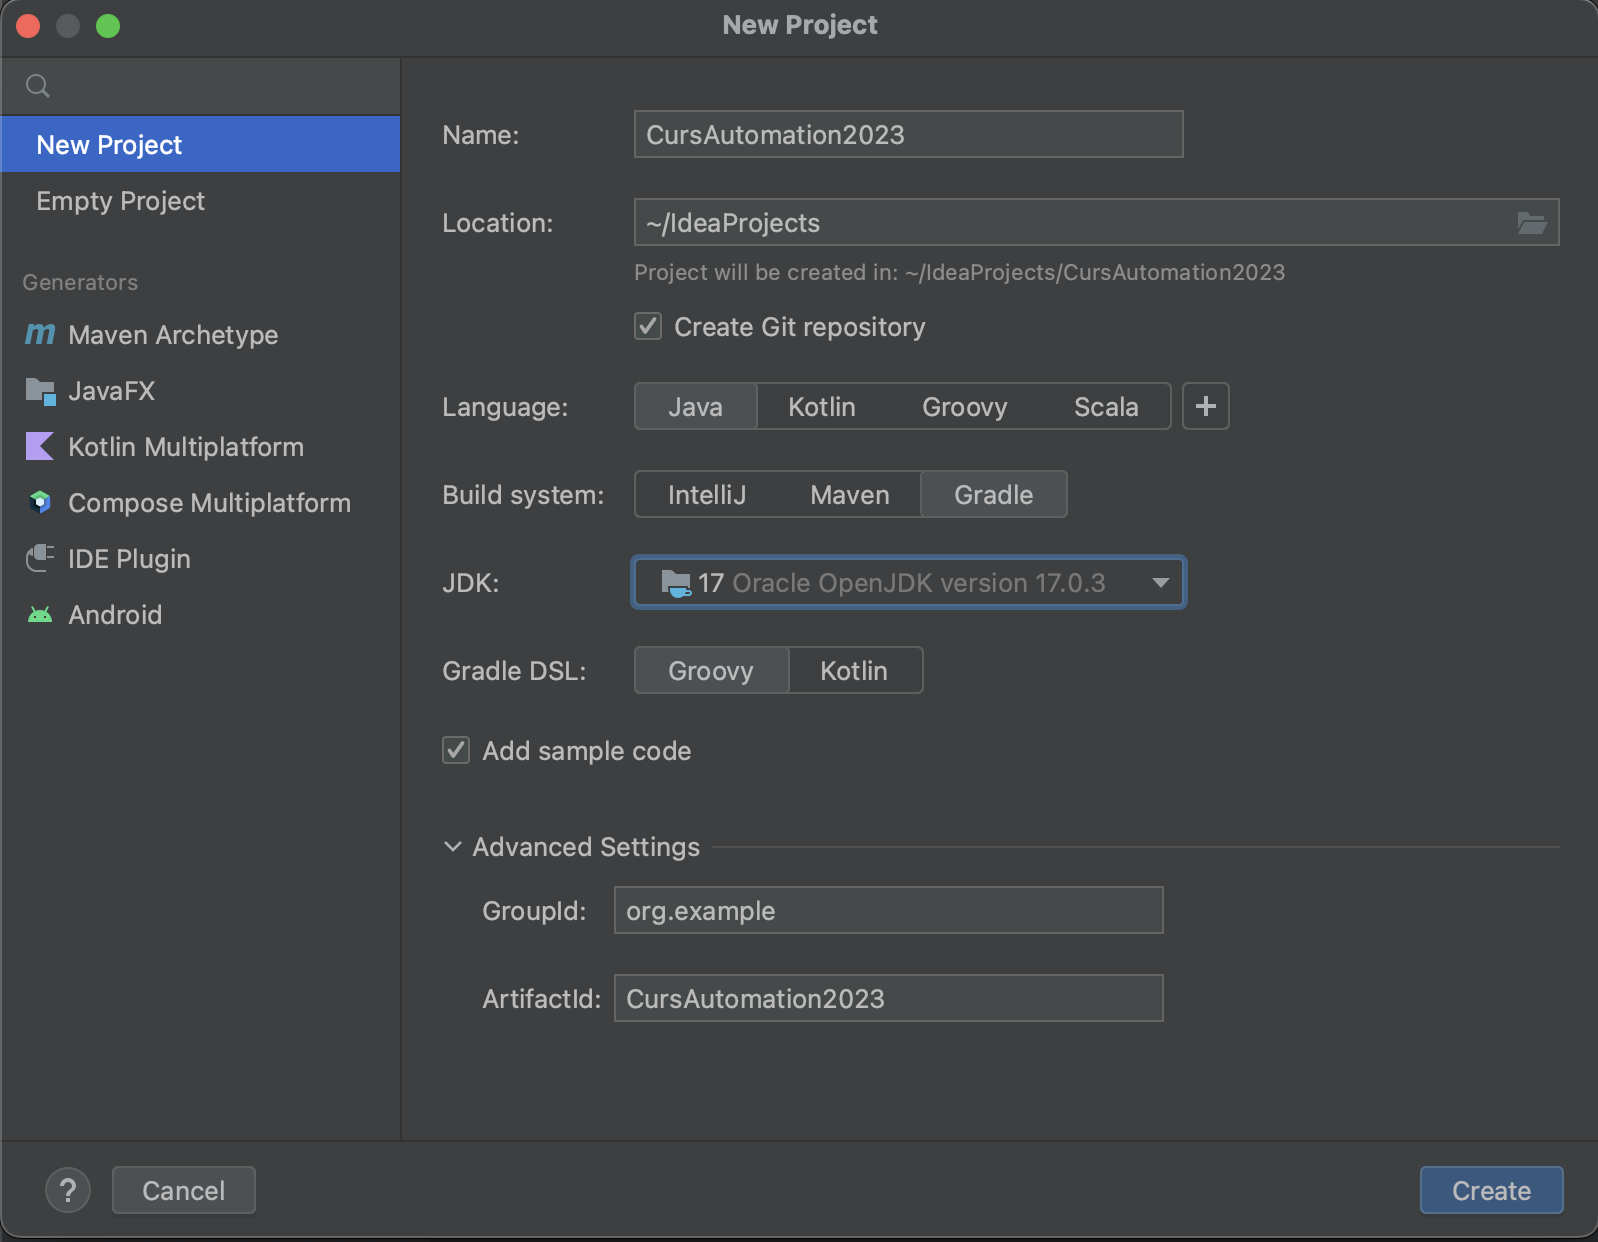 New Project
New Project
Empty Project
Generators
m Maven Archetype
JavaFX
Kotlin Multiplatform
Compose Multiplatform
IDE Plugin
Android
Name: CursAutomation2023
Location: ~/IdeaProjects
Project will be created in: ~/IdeaProjects/CursAutomation2023
Create Git repository
Language: Java Kotlin Groovy Scala +
Build system: IntelliJ Maven Gradle
JDK: 17 Oracle OpenJDK version 17.0.3
Gradle DSL: Groovy Kotlin
Add sample code
Advanced Settings
GroupId: org.example
ArtifactId: CursAutomation2023
? Cancel Create